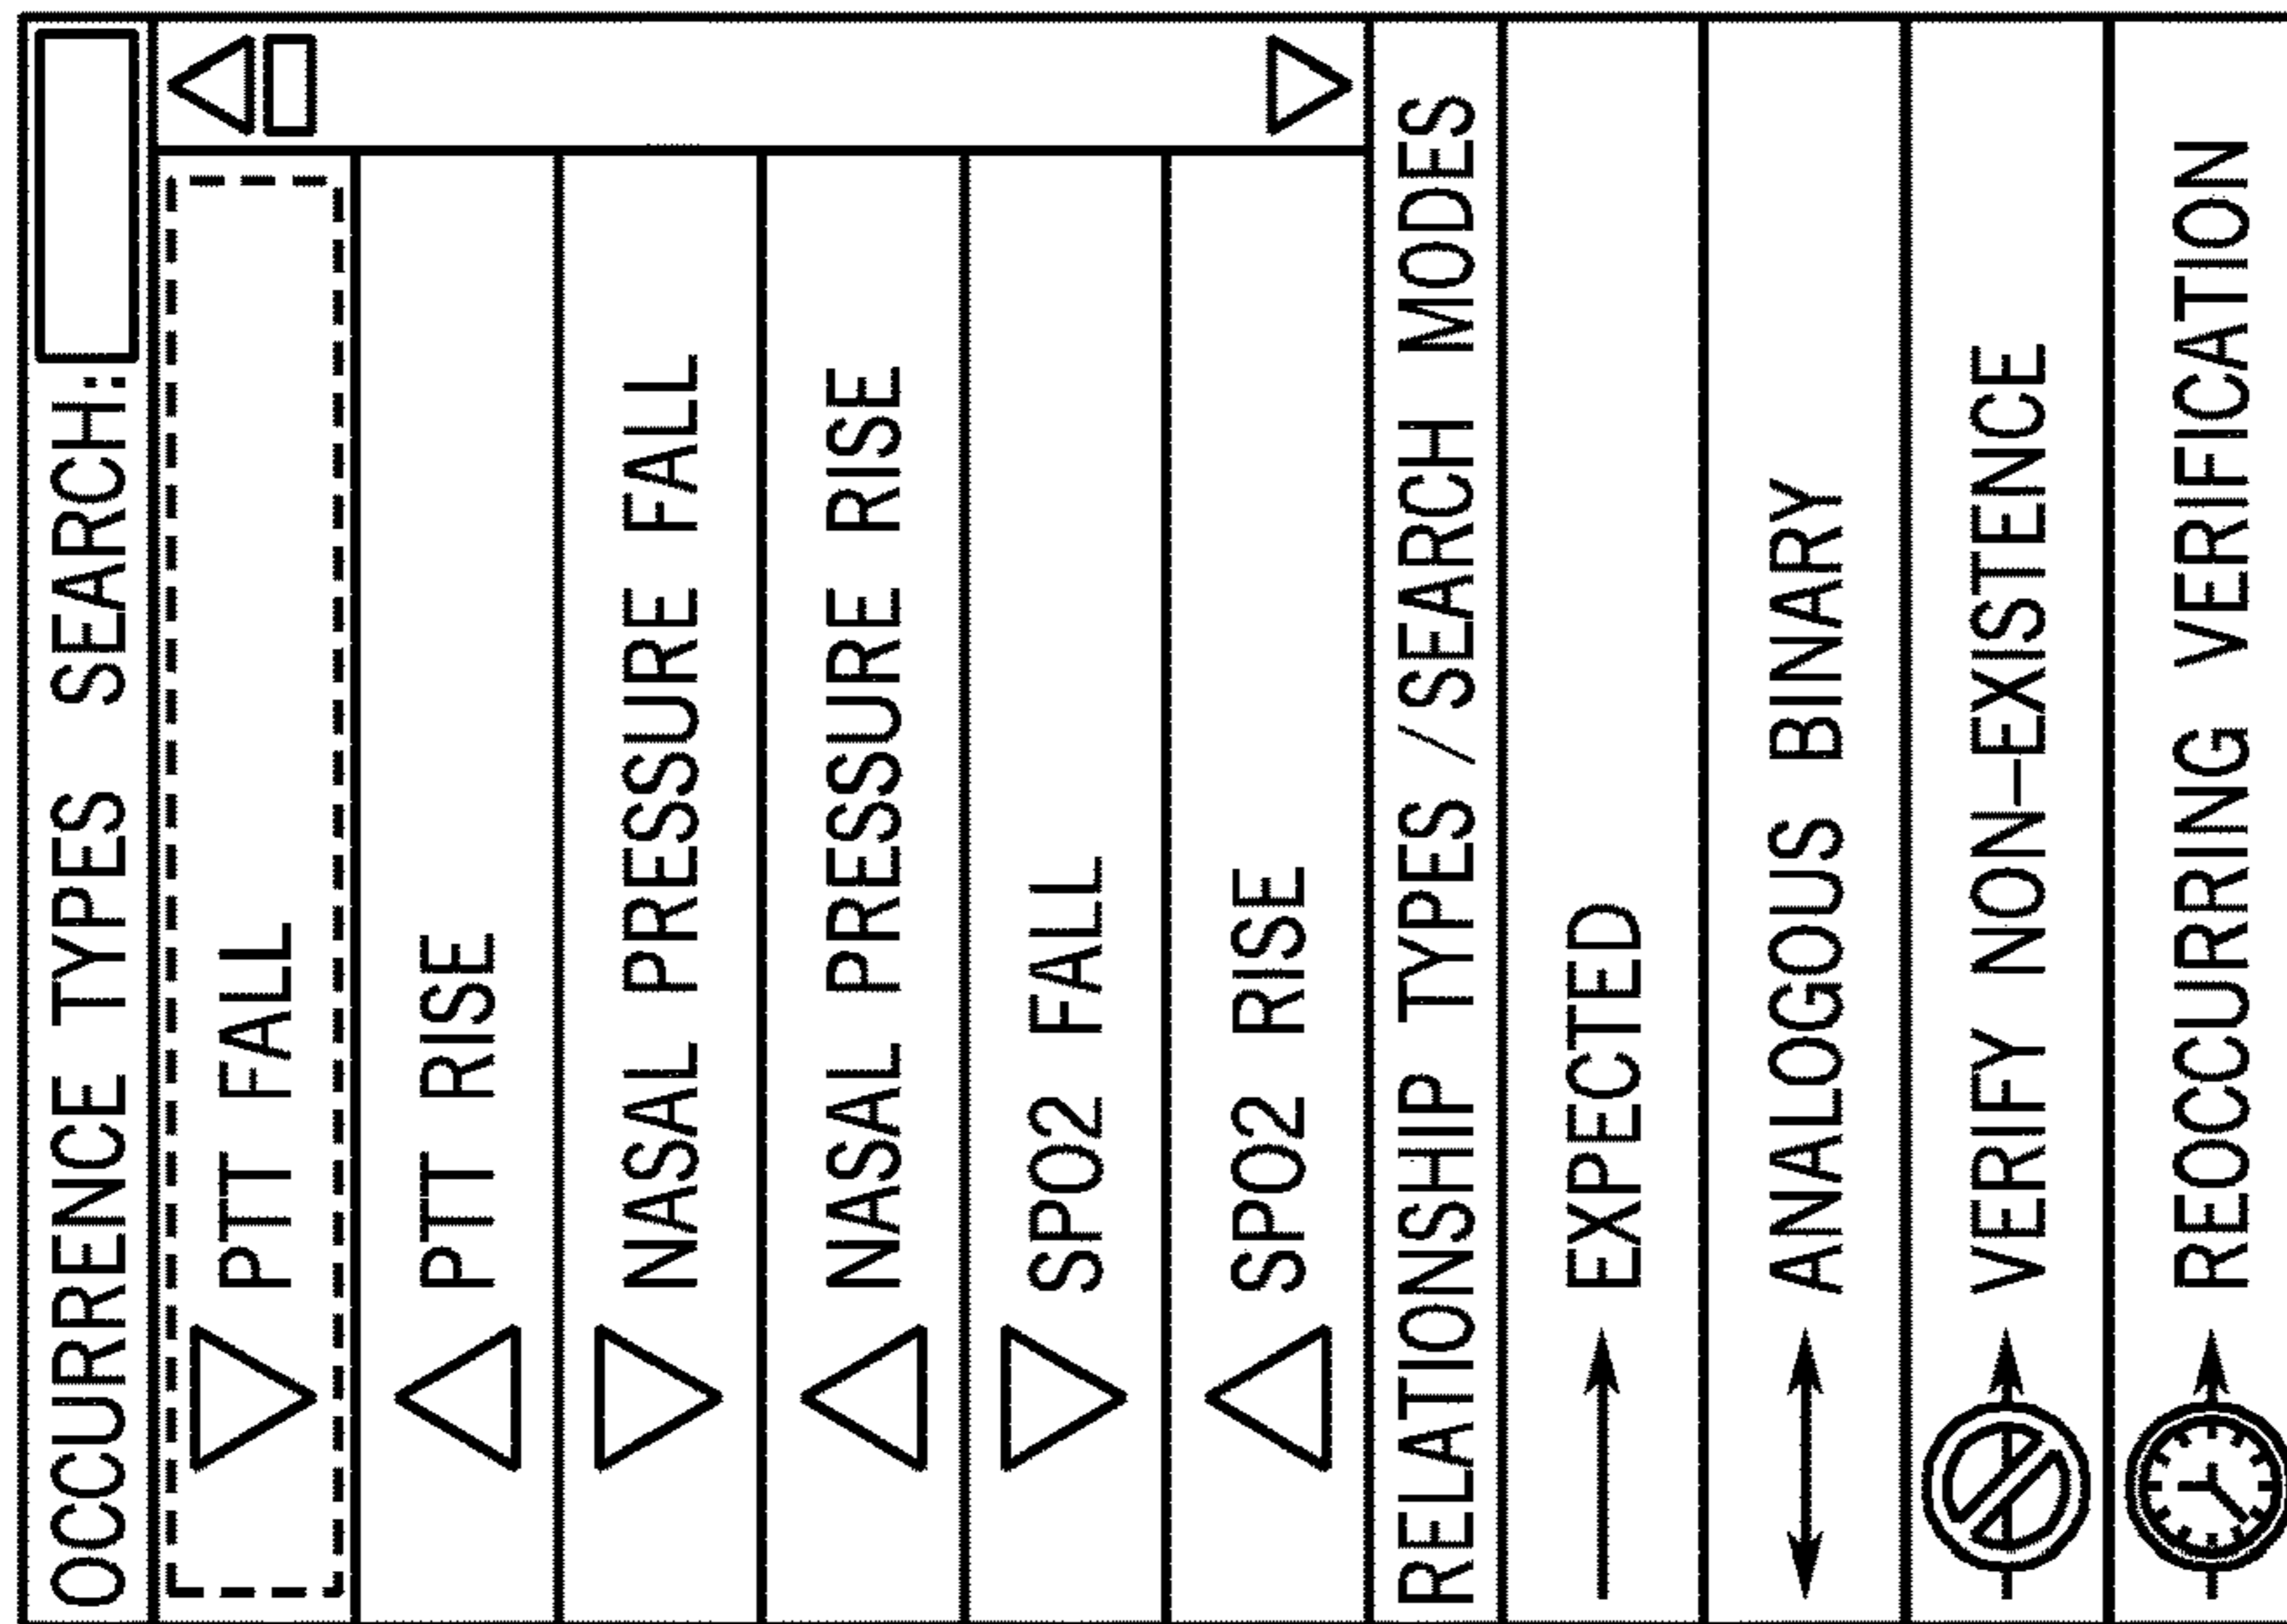 OCCURRENCE TYPES SEARCH:
PTT FALL
PTT RISE
NASAL PRESSURE FALL
NASAL PRESSURE RISE
SPO2 FALL
SPO2 RISE
RELATIONSHIP TYPES /SEARCH MODES
EXPECTED
ANALOGOUS BINARY
VERIFY NON-EXISTENCE
REOCCURRING VERIFICATION